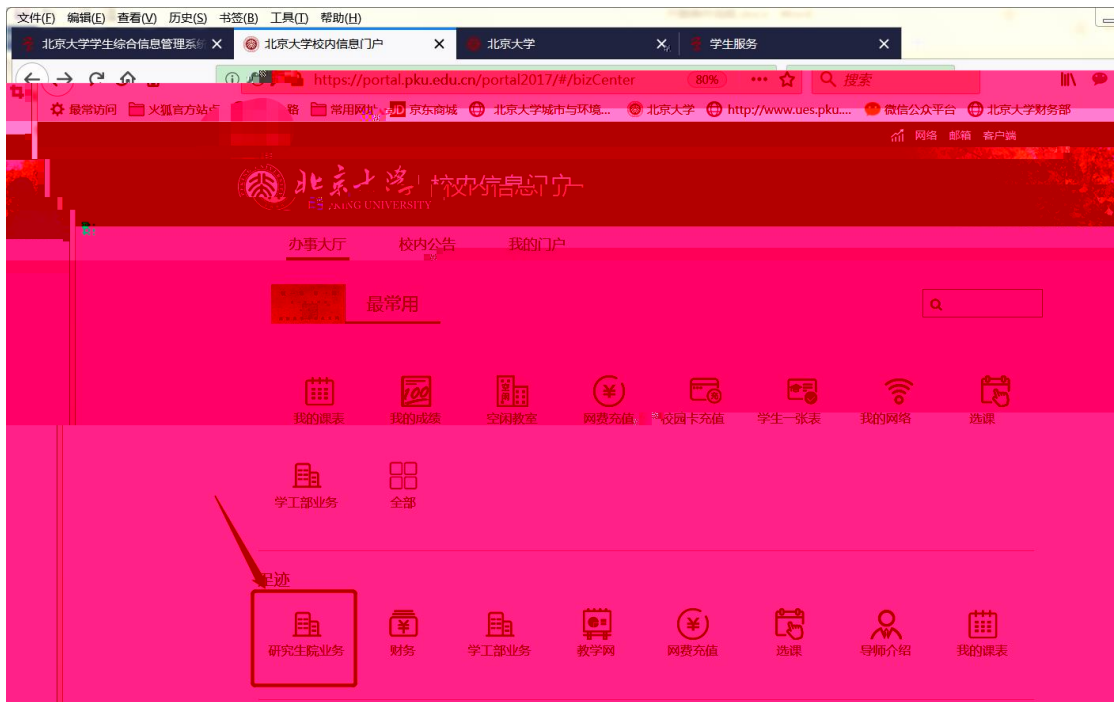 文件(F) 编辑(E) 查看(V) 历史(S) 书签(B) 工具(T) 帮助(H)
北京大学学生综合信息管理系统 北京大学校内信息门户 北京大学 学生服务
https://portal.pku.edu.cn/portal2017/#/bizCenter 80% 搜索
最常访问 火狐官方站点 路 常用网址 JD 京东商城 北京大学城市与环境... 北京大学 http://www.ues.pku.... 微信公众平台 北京大学财务部
网络 邮箱 客户端
北京大学 校内信息门户
PEKING UNIVERSITY
办事大厅 校内公告 我的门户
最常用
我的课表 我的成绩 空闲教室 网费充值 校园卡充值 学生一张表 我的网络 选课
学工部业务 全部
足迹
研究生院业务 财务 学工部业务 教学网 网费充值 选课 导师介绍 我的课表